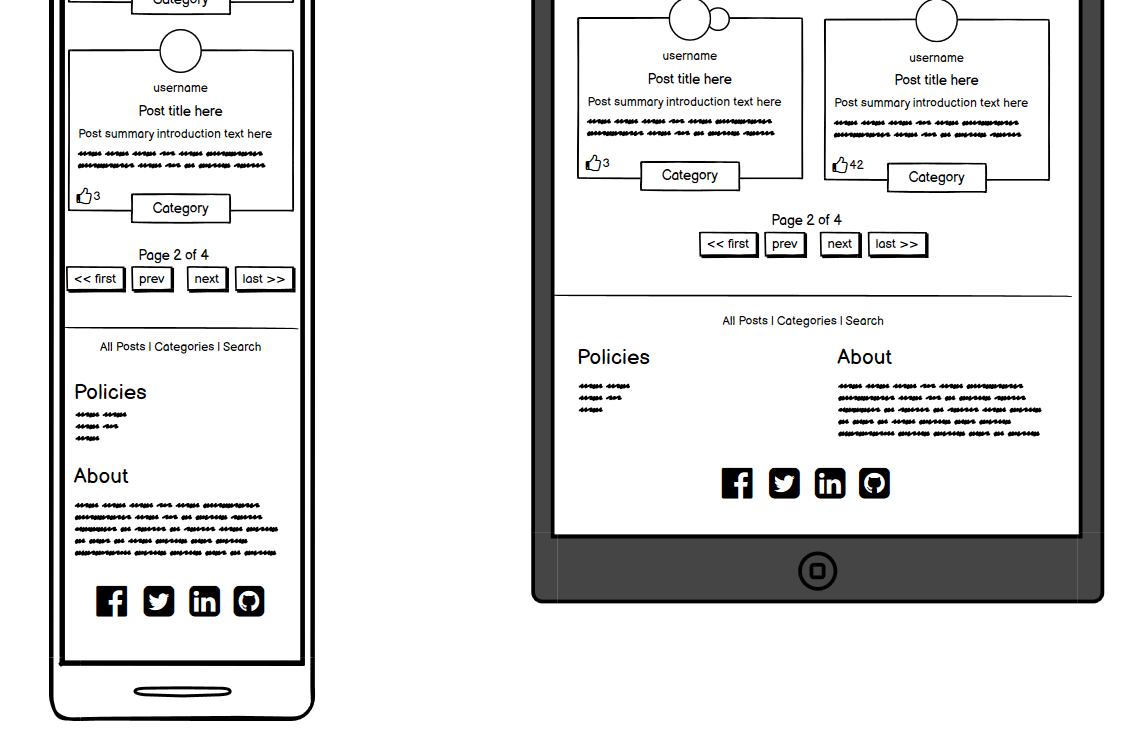 Category
username
Post title here
Post summary introduction text here
3
Category
Page 2 of 4
<< first prev next last >>
All Posts | Categories | Search
Policies
About
in
username
Post title here
Post summary introduction text here
3
Category
username
Post title here
Post summary introduction text here
42
Category
Page 2 of 4
<< first prev next last >>
All Posts | Categories | Search
Policies
About
in